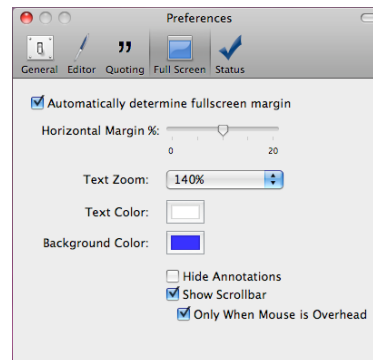 Preferences
General Editor Quoting Full Screen Status
Automatically determine fullscreen margin
Horizontal Margin %:
0 20
Text Zoom: 140%
Text Color:
Background Color:
Hide Annotations
Show Scrollbar
Only When Mouse is Overhead